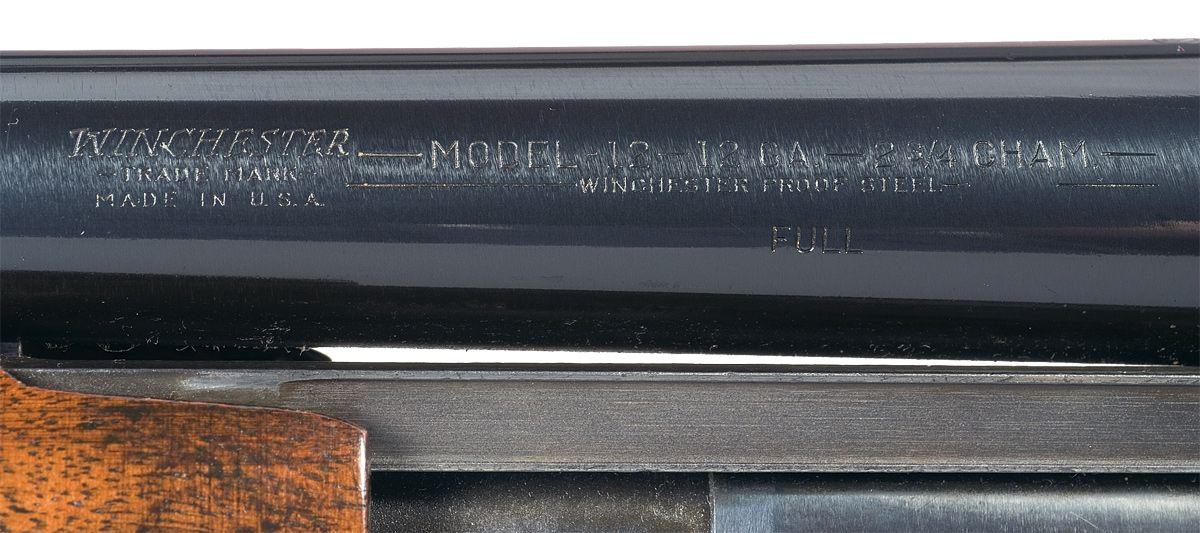 WINCHESTER
-TRADE MARK-
MADE IN U.S.A.
—MODEL-12—12 GA.—2 3/4 CHAM.—
—WINCHESTER PROOF STEEL—
FULL